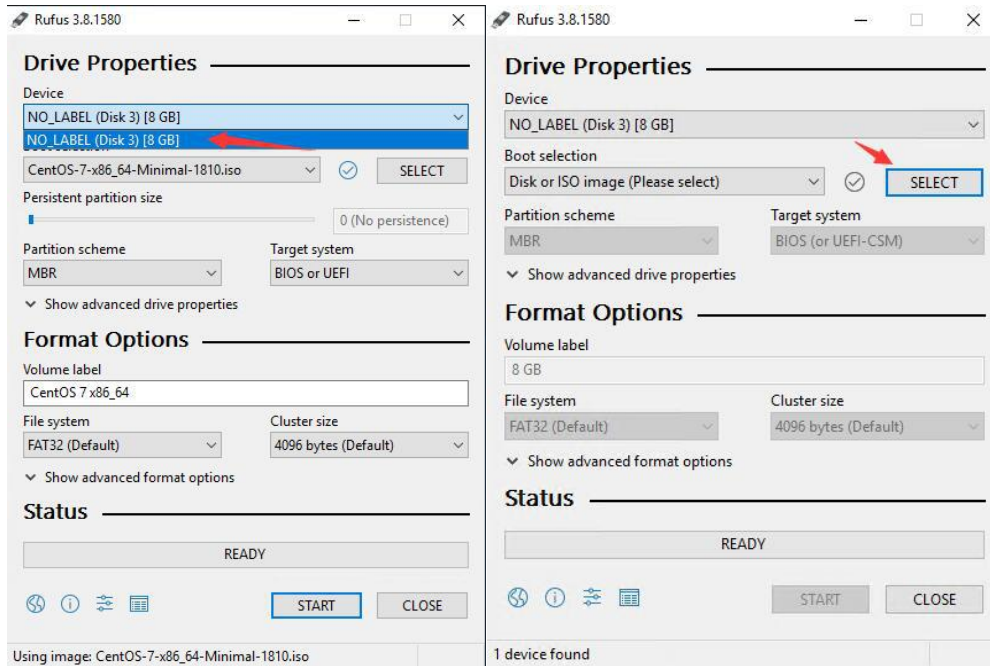 Rufus 3.8.1580
Drive Properties
Device
NO_LABEL (Disk 3) [8 GB]
NO_LABEL (Disk 3) [8 GB]
CentOS-7-x86_64-Minimal-1810.iso
SELECT
Persistent partition size
0 (No persistence)
Partition scheme
Target system
MBR
BIOS or UEFI
Show advanced drive properties
Format Options
Volume label
CentOS 7 x86_64
File system
Cluster size
FAT32 (Default)
4096 bytes (Default)
Show advanced format options
Status
READY
START
CLOSE
Using image: CentOS-7-x86_64-Minimal-1810.iso
Rufus 3.8.1580
Drive Properties
Device
NO_LABEL (Disk 3) [8 GB]
Boot selection
Disk or ISO image (Please select)
SELECT
Partition scheme
Target system
MBR
BIOS (or UEFI-CSM)
Show advanced drive properties
Format Options
Volume label
8 GB
File system
Cluster size
FAT32 (Default)
4096 bytes (Default)
Show advanced format options
Status
READY
START
CLOSE
1 device found